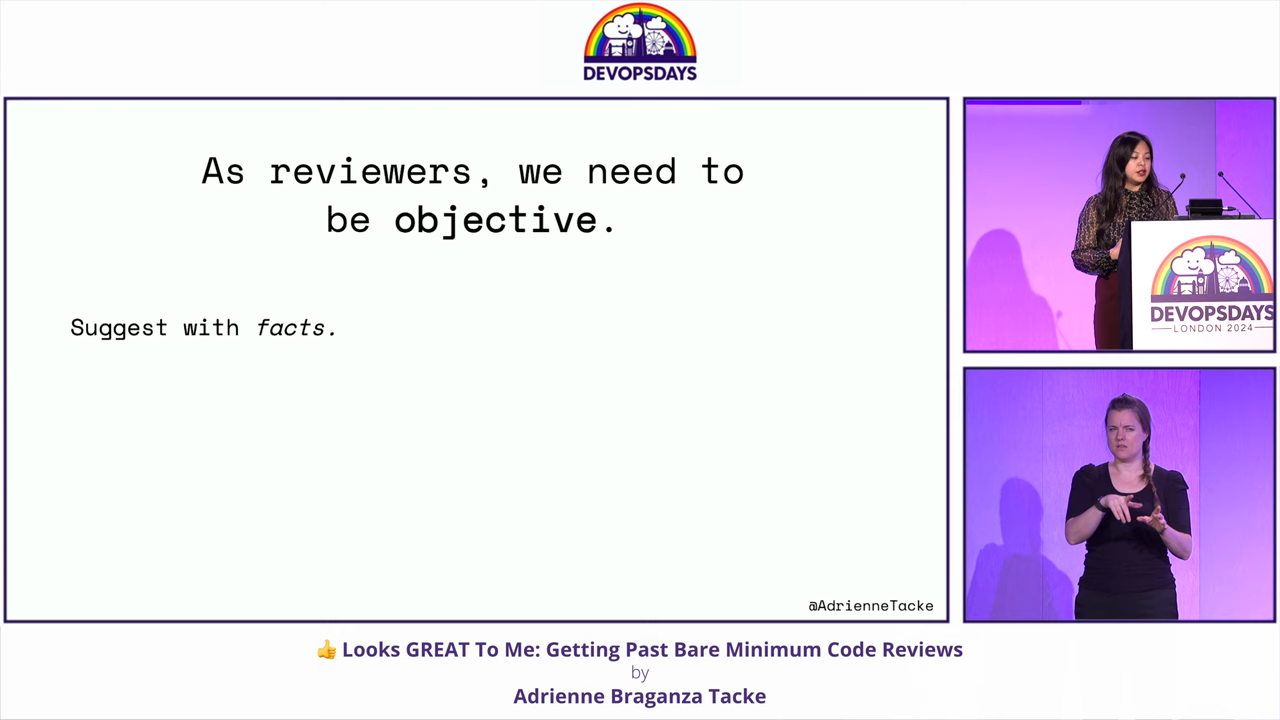 DEVOPSDAYS
As reviewers, we need to
be objective.
Suggest with facts.
@AdrienneTacke
DEVOPSDAYS
LONDON 2024
👍 Looks GREAT To Me: Getting Past Bare Minimum Code Reviews
by
Adrienne Braganza Tacke